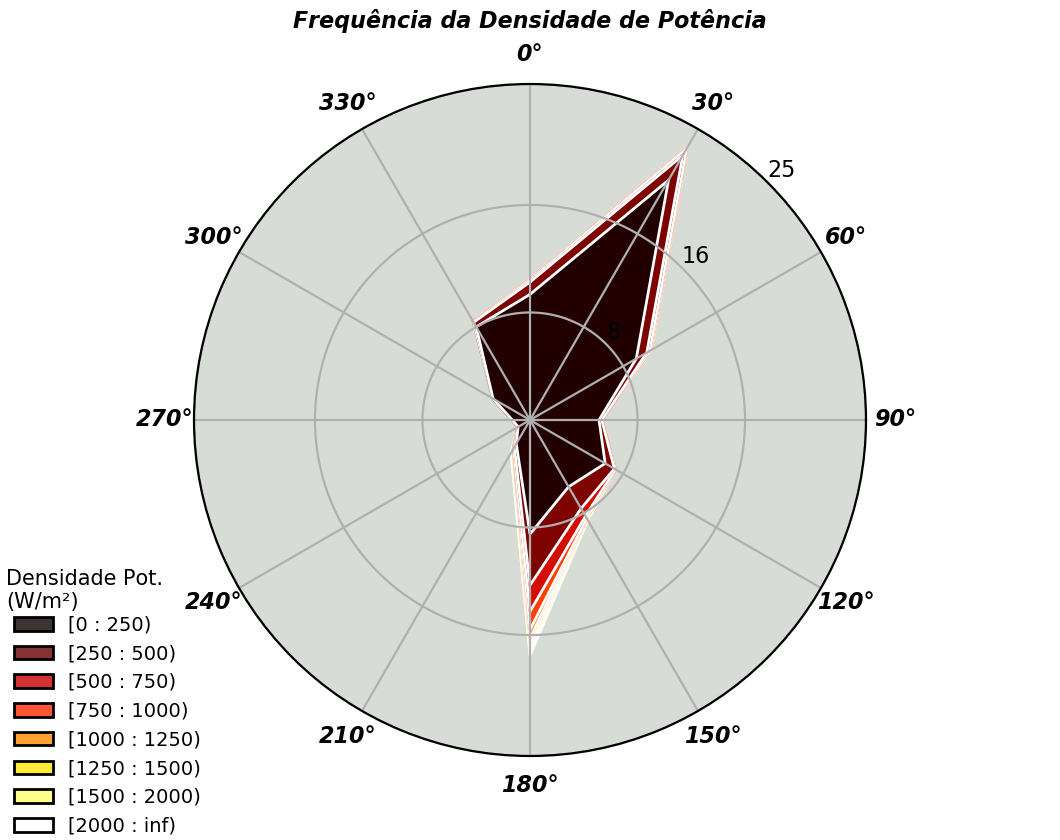 Frequência da Densidade de Potência
0°
330°
30°
25
300°
60°
16
8
270°
90°
240°
120°
210°
150°
180°
Densidade Pot.
(W/m²)
[0 : 250)
[250 : 500)
[500 : 750)
[750 : 1000)
[1000 : 1250)
[1250 : 1500)
[1500 : 2000)
[2000 : inf)